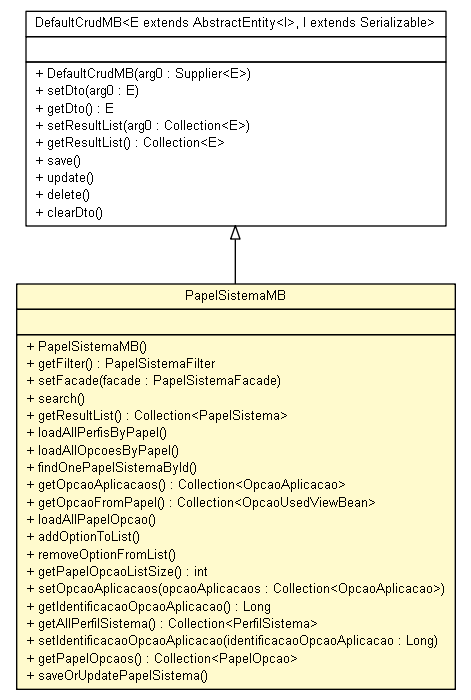 DefaultCrudMB<E extends AbstractEntity<I>, I extends Serializable>
+ DefaultCrudMB(arg0 : Supplier<E>)
+ setDto(arg0 : E)
+ getDto() : E
+ setResultList(arg0 : Collection<E>)
+ getResultList() : Collection<E>
+ save()
+ update()
+ delete()
+ clearDto()
PapelSistemaMB
+ PapelSistemaMB()
+ getFilter() : PapelSistemaFilter
+ setFacade(facade : PapelSistemaFacade)
+ search()
+ getResultList() : Collection<PapelSistema>
+ loadAllPerfisByPapel()
+ loadAllOpcoesByPapel()
+ findOnePapelSistemaById()
+ getOpcaoAplicacaos() : Collection<OpcaoAplicacao>
+ getOpcaoFromPapel() : Collection<OpcaoUsedViewBean>
+ loadAllPapelOpcao()
+ addOptionToList()
+ removeOptionFromList()
+ getPapelOpcaoListSize() : int
+ setOpcaoAplicacaos(opcaoAplicacaos : Collection<OpcaoAplicacao>)
+ getIdentificacaoOpcaoAplicacao() : Long
+ getAllPerfilSistema() : Collection<PerfilSistema>
+ setIdentificacaoOpcaoAplicacao(identificacaoOpcaoAplicacao : Long)
+ getPapelOpcaos() : Collection<PapelOpcao>
+ saveOrUpdatePapelSistema()